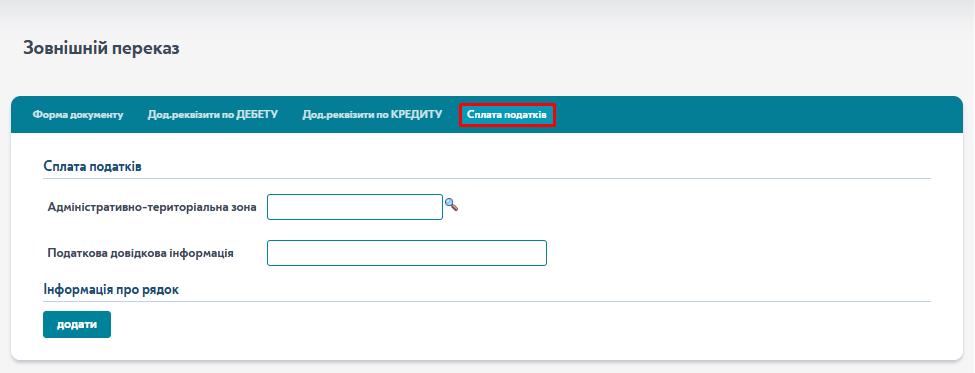 Зовнішній переказ
Форма документу Дод.реквізити по ДЕБЕТУ Дод.реквізити по КРЕДИТУ Сплата податків
Сплата податків
Адміністративно-територіальна зона
Податкова довідкова інформація
Інформація про рядок
додати